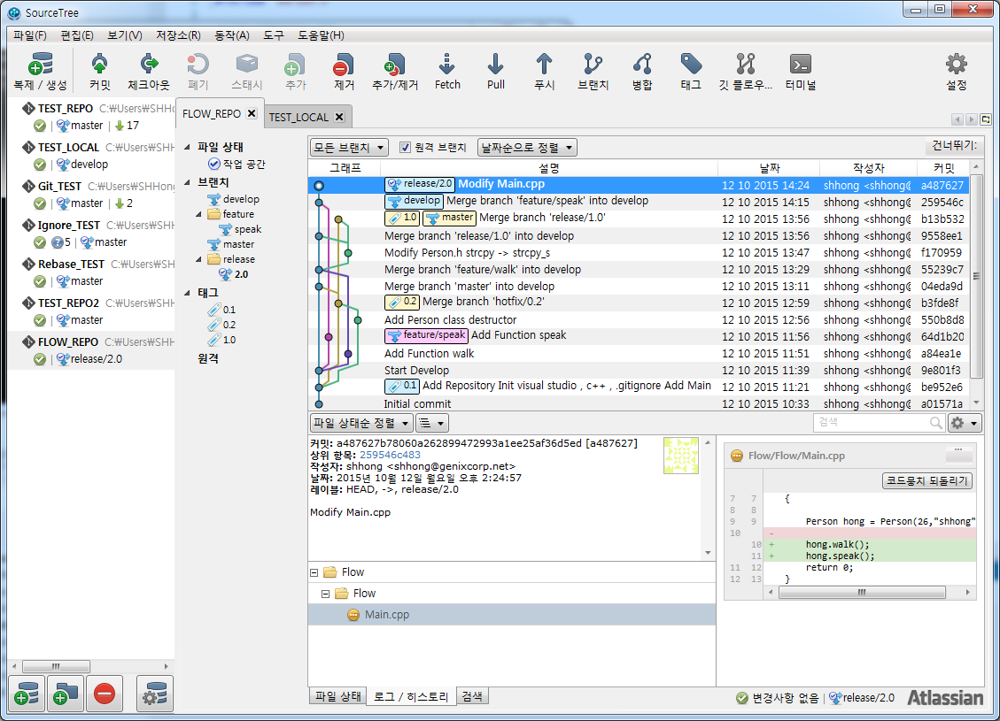 SourceTree
파일(F) 편집(E) 보기(V) 저장소(R) 동작(A) 도구 도움말(H)
복제 / 생성 커밋 체크아웃 폐기 스태시 추가 제거 추가/제거 Fetch Pull 푸시 브랜치 병합 태그 깃 플로우... 터미널 설정
TEST_REPO C:₩Users₩SHHo
master 17
TEST_LOCAL C:₩Users₩SH
develop
Git_TEST C:₩Users₩SHHong
master 2
Ignore_TEST C:₩Users₩SHH
5 master
Rebase_TEST C:₩Users₩SH
master
TEST_REPO2 C:₩Users₩SHH
master
FLOW_REPO C:₩Users₩SHH
release/2.0
FLOW_REPO TEST_LOCAL
파일 상태
작업 공간
브랜치
develop
feature
speak
master
release
2.0
태그
0.1
0.2
1.0
원격
모든 브랜치 원격 브랜치 날짜순으로 정렬 건너뛰기:
그래프 설명 날짜 작성자 커밋
release/2.0 Modify Main.cpp 12 10 2015 14:24 shhong <shhong@ a487627
develop Merge branch 'feature/speak' into develop 12 10 2015 14:15 shhong <shhong@ 259546c
1.0 master Merge branch 'release/1.0' 12 10 2015 13:56 shhong <shhong@ b13b532
Merge branch 'release/1.0' into develop 12 10 2015 13:56 shhong <shhong@ 9558ee1
Modify Person.h strcpy -> strcpy_s 12 10 2015 13:47 shhong <shhong@ f170959
Merge branch 'feature/walk' into develop 12 10 2015 13:29 shhong <shhong@ 55239c7
Merge branch 'master' into develop 12 10 2015 13:11 shhong <shhong@ 04eda9d
0.2 Merge branch 'hotfix/0.2' 12 10 2015 12:59 shhong <shhong@ b3fde8f
Add Person class destructor 12 10 2015 12:56 shhong <shhong@ 550b8d8
feature/speak Add Function speak 12 10 2015 11:56 shhong <shhong@ 64d1b20
Add Function walk 12 10 2015 11:51 shhong <shhong@ a84ea1e
Start Develop 12 10 2015 11:39 shhong <shhong@ 9e801f3
0.1 Add Repository Init visual studio , c++ , .gitignore Add Main 12 10 2015 11:21 shhong <shhong@ be952e6
Initial commit 12 10 2015 10:33 shhong <shhong@ a01571a
파일 상태순 정렬 검색
커밋: a487627b78060a262899472993a1ee25af36d5ed [a487627]
상위 항목: 259546c483
작성자: shhong <shhong@genixcorp.net>
날짜: 2015년 10월 12일 월요일 오후 2:24:57
레이블: HEAD, ->, release/2.0
Modify Main.cpp
Flow
Flow
Main.cpp
Flow/Flow/Main.cpp
코드뭉치 되돌리기
7 7 {
8 8
9 9 Person hong = Person(26,"shhong"
10 -
10 + hong.walk();
11 + hong.speak();
11 12 return 0;
12 13 }
파일 상태 로그 / 히스토리 검색
변경사항 없음 release/2.0 Atlassian